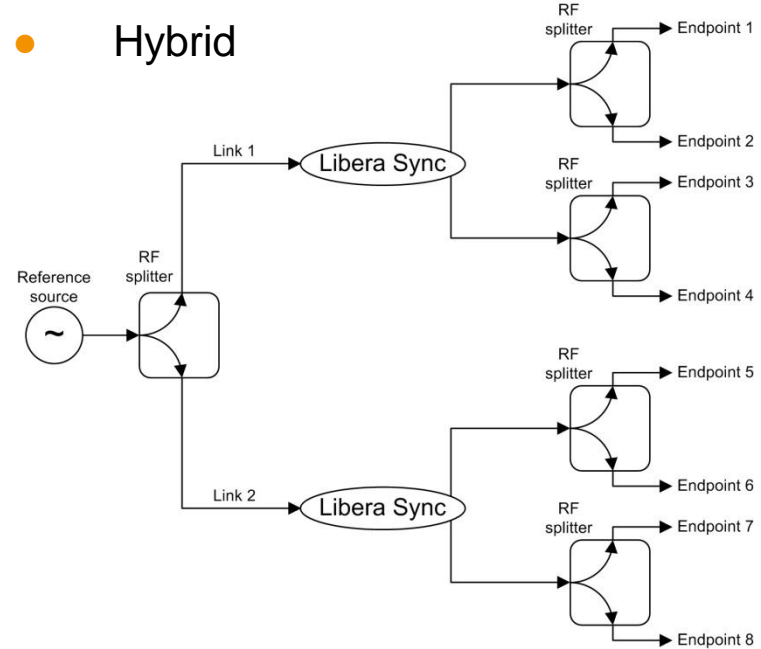 ● Hybrid
RF
splitter
Endpoint 1
Endpoint 2
Link 1
Libera Sync
RF
splitter
Endpoint 3
Endpoint 4
Reference
source
~
RF
splitter
RF
splitter
Endpoint 5
Endpoint 6
Link 2
Libera Sync
RF
splitter
Endpoint 7
Endpoint 8